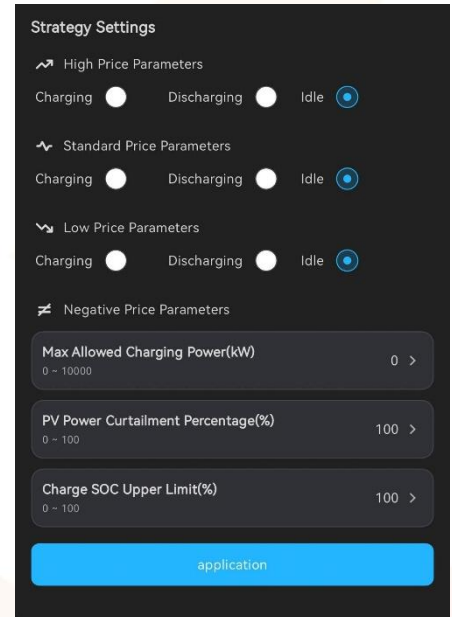 Strategy Settings
High Price Parameters
Charging Discharging Idle
Standard Price Parameters
Charging Discharging Idle
Low Price Parameters
Charging Discharging Idle
Negative Price Parameters
Max Allowed Charging Power(kW)
0 ~ 10000
0 >
PV Power Curtailment Percentage(%)
0 ~ 100
100 >
Charge SOC Upper Limit(%)
0 ~ 100
100 >
application